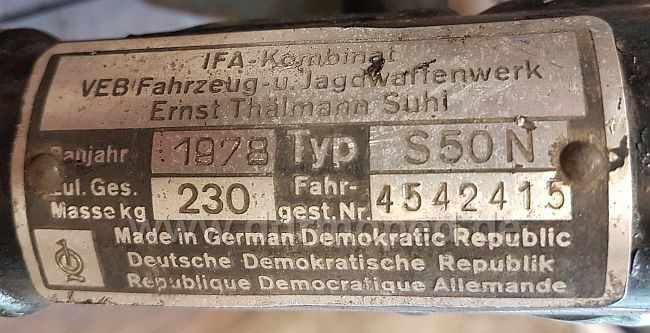 IFA-Kombinat
VEB Fahrzeug-u. Jagdwaffenwerk
Ernst Thälmann Suhl
Baujahr 1978 Typ S50N
Zul. Ges. Masse kg 230 Fahr-gest.Nr. 4542415
Made in German Demokratic Republic
Deutsche Demokratische Republik
République Democratique Allemande